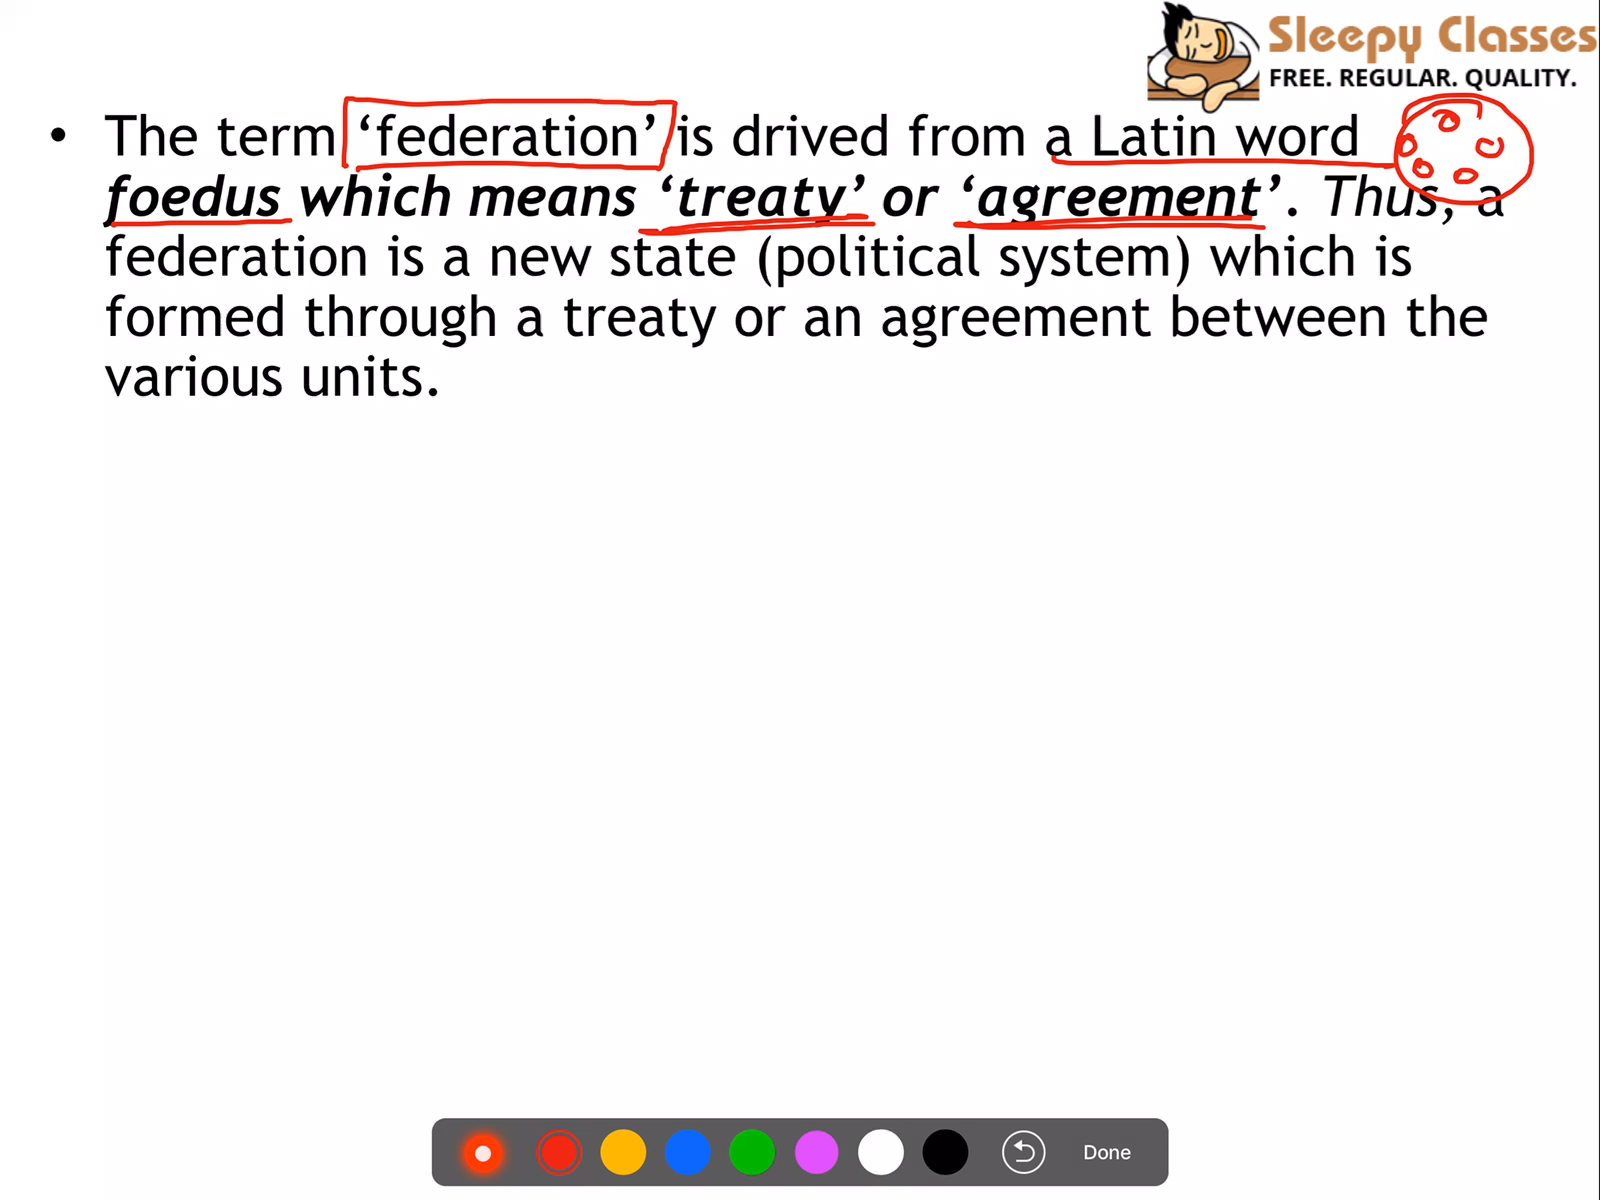 Sleepy Classes
FREE. REGULAR. QUALITY.
• The term ‘federation’ is drived from a Latin word
foedus which means ‘treaty’ or ‘agreement’. Thus, a
federation is a new state (political system) which is
formed through a treaty or an agreement between the
various units.
Done